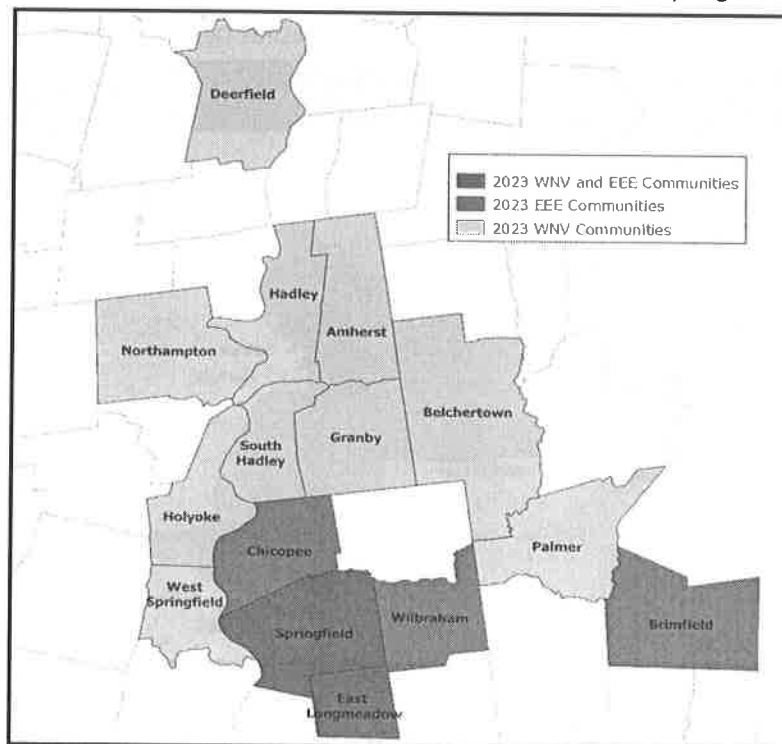 Deerfield
2023 WNV and EEE Communities
2023 EEE Communities
2023 WNV Communities
Hadley
Amherst
Northampton
Belchertown
South
Hadley
Granby
Holyoke
Chicopee
Palmer
West
Springfield
Wilbraham
Springfield
Brimfield
East
Longmeadow